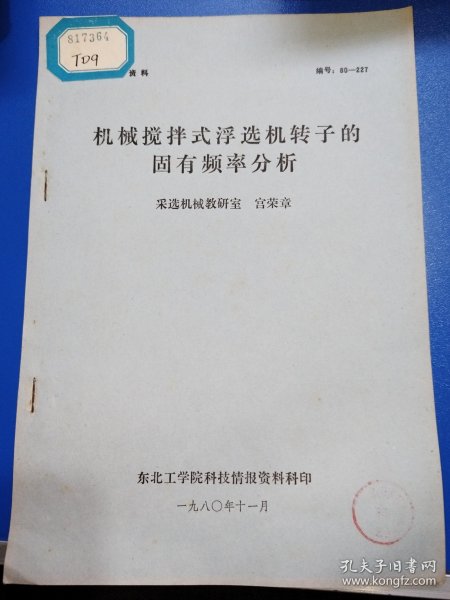 817364
TD9
资料
编号：80—227
机械搅拌式浮选机转子的
固有频率分析
采选机械教研室 宫荣章
东北工学院科技情报资料科印
一九八〇年十一月
孔夫子旧书网
www.kongfz.com